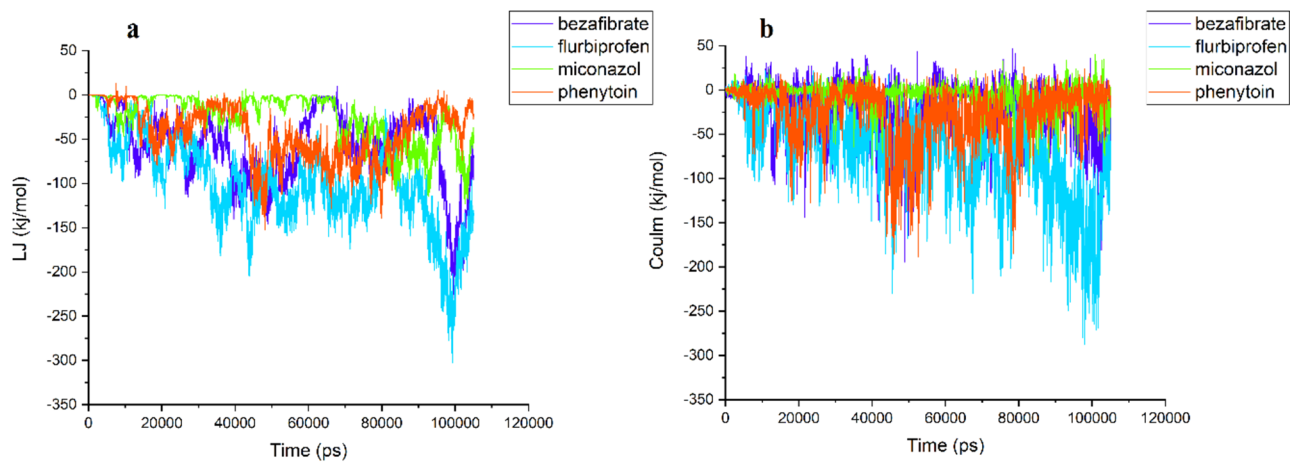 a
bezafibrate
flurbiprofen
miconazol
phenytoin
50
0
-50
-100
-150
-200
-250
-300
-350
LJ (kj/mol)
0 20000 40000 60000 80000 100000 120000
Time (ps)
b
bezafibrate
flurbiprofen
miconazol
phenytoin
50
0
-50
-100
-150
-200
-250
-300
-350
Coulm (kj/mol)
0 20000 40000 60000 80000 100000 120000
Time (ps)